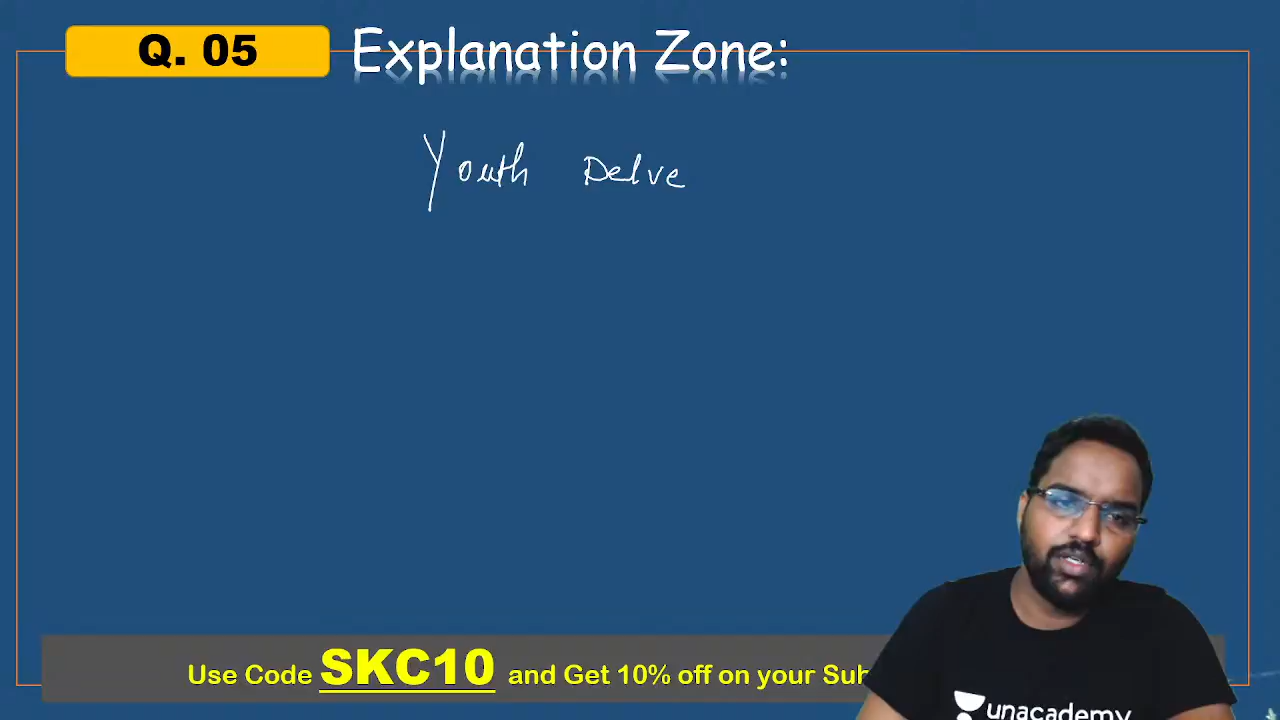 Q. 05 Explanation Zone:
Youth Delve
Use Code SKC10 and Get 10% off on your Sub
unacademy